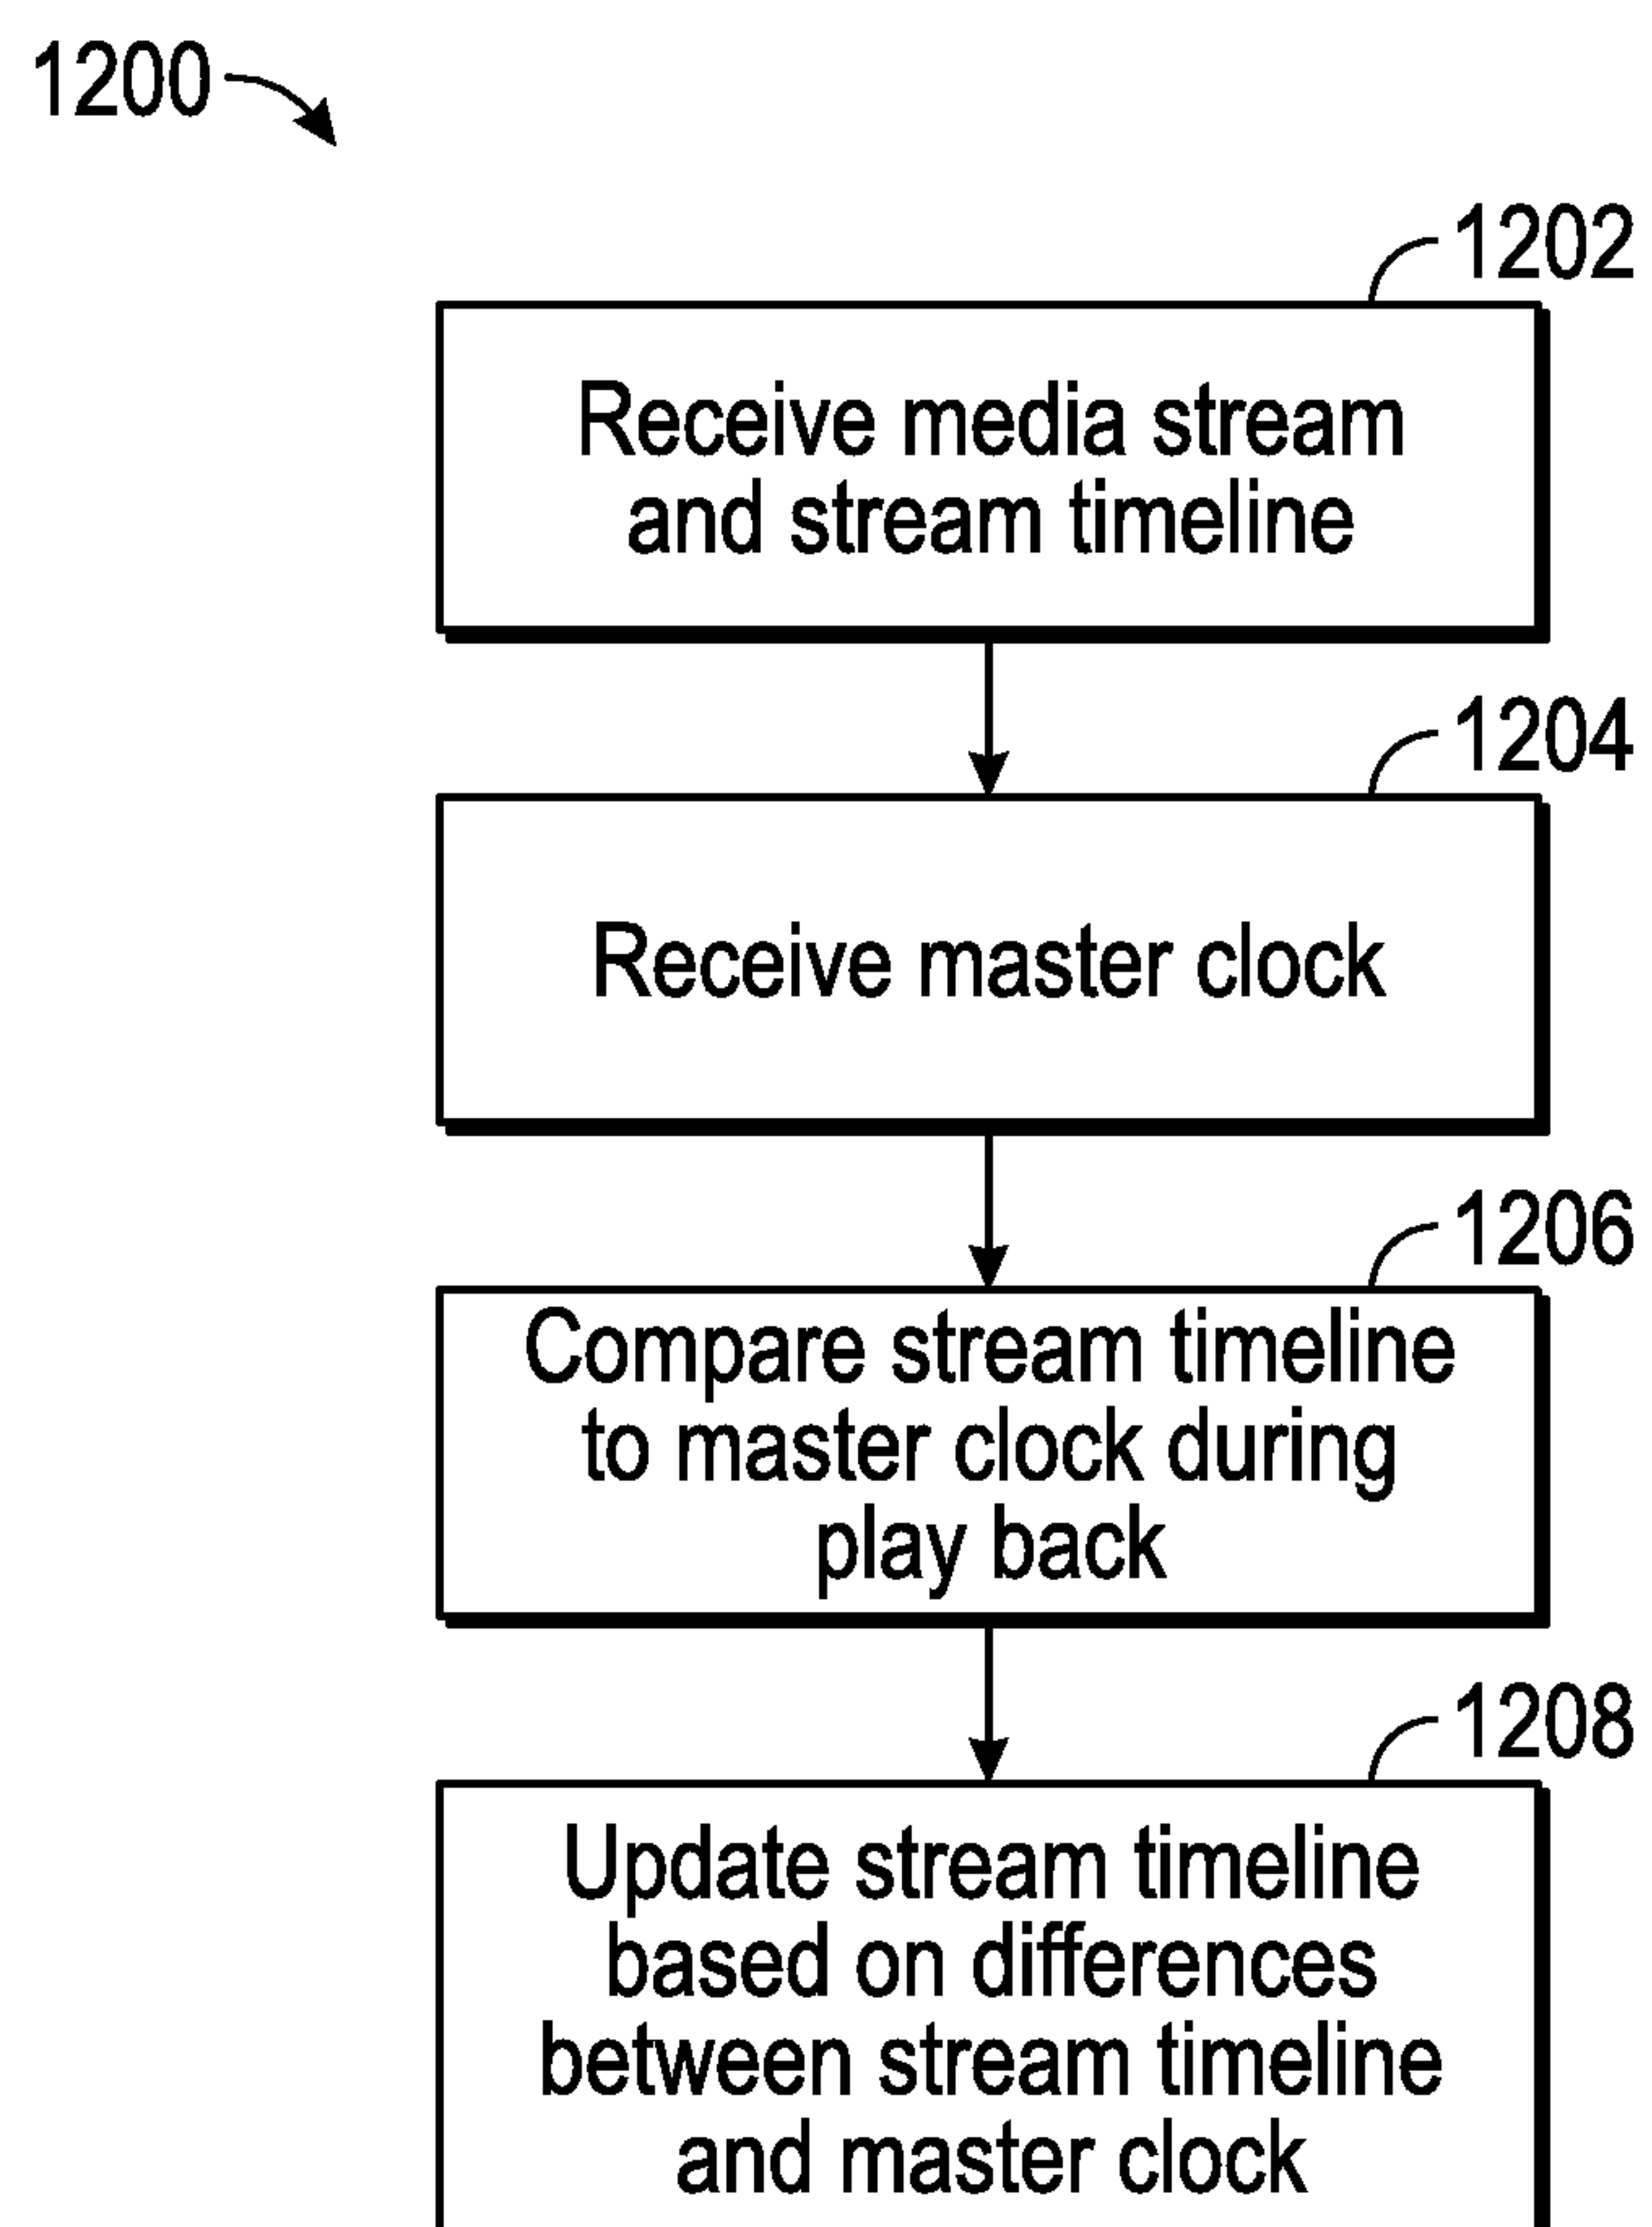 1200
1202
Receive media stream
and stream timeline
1204
Receive master clock
1206
Compare stream timeline
to master clock during
play back
1208
Update stream timeline
based on differences
between stream timeline
and master clock